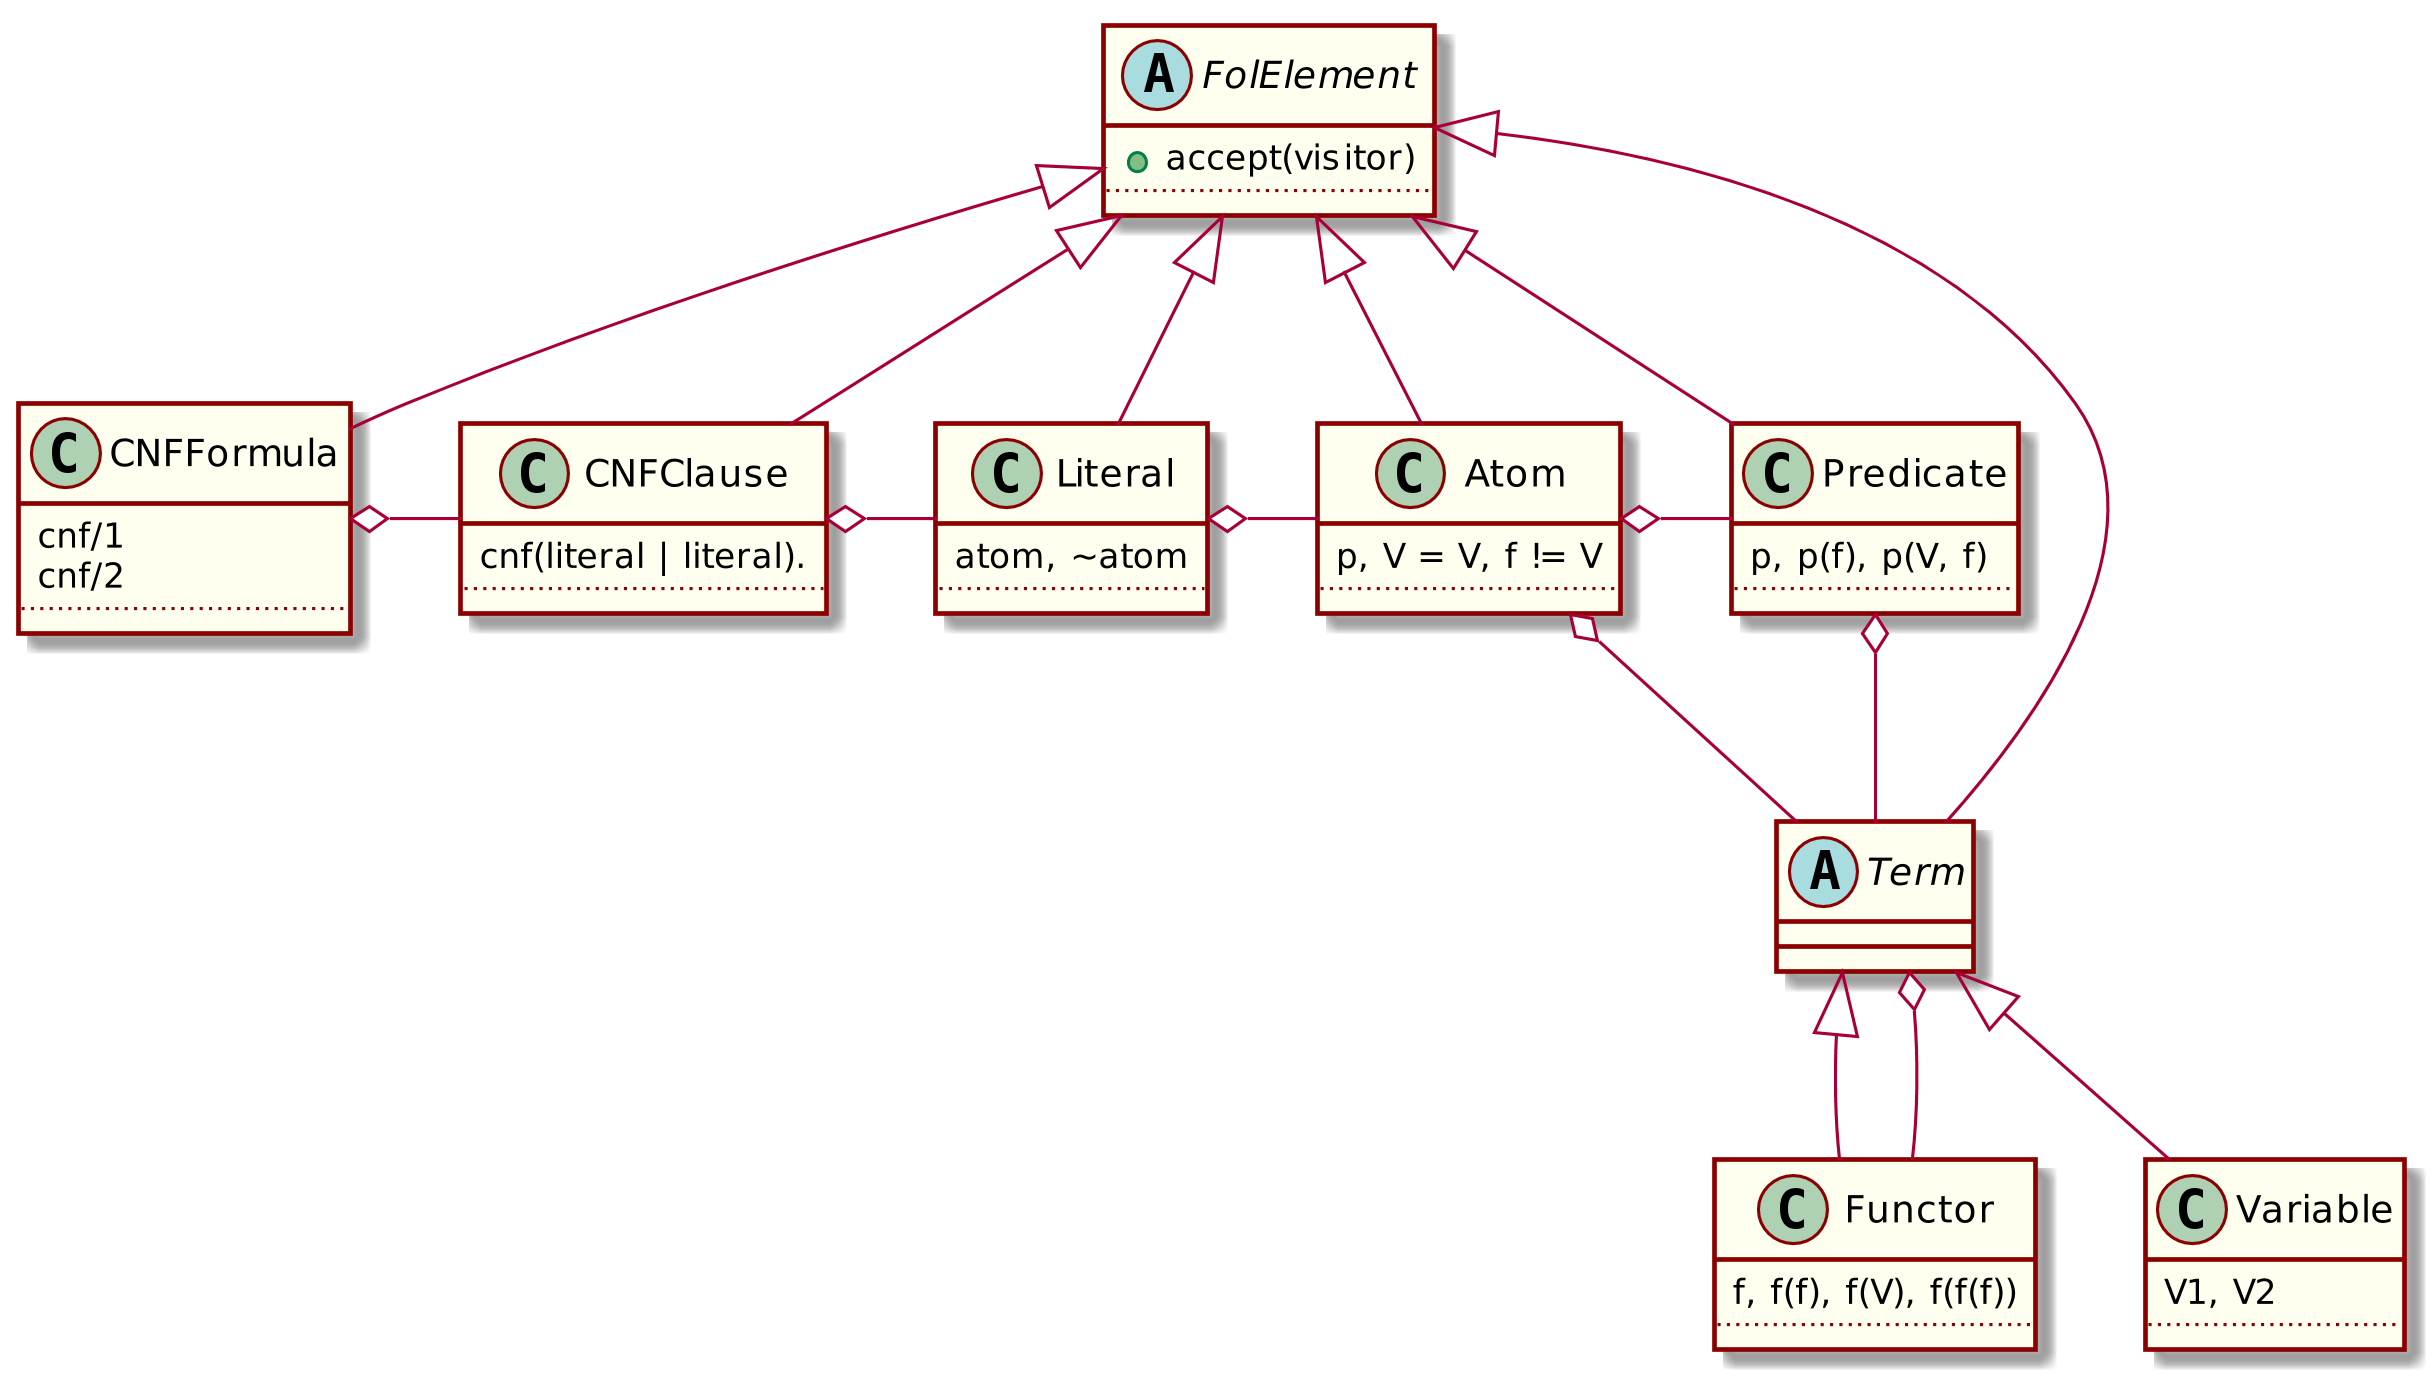 A FolElement
accept(visitor)
C CNFFormula
cnf/1
cnf/2
C CNFClause
cnf(literal | literal).
C Literal
atom, ~atom
C Atom
p, V = V, f != V
C Predicate
p, p(f), p(V, f)
A Term
C Functor
f, f(f), f(V), f(f(f))
C Variable
V1, V2